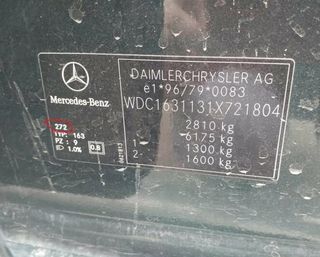 DAIMLERCHRYSLER AG
e1*96/79*0083
WDC1631131X721804
Mercedes-Benz
2810 kg
6175 kg
1- 1300 kg
2- 1600 kg
272
TYP: 163
PZ : 9
1.0%
0.8